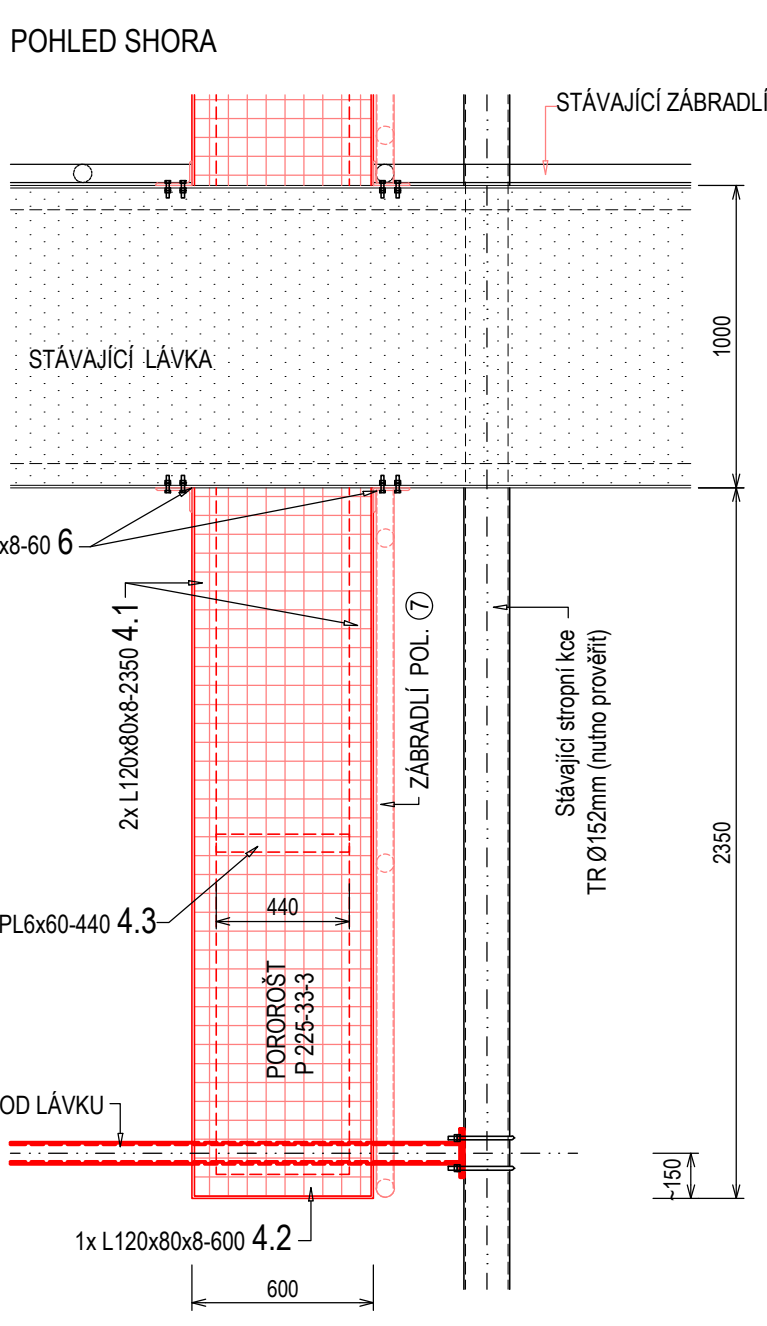 POHLED SHORA
STÁVAJÍCÍ ZÁBRADLÍ
STÁVAJÍCÍ LÁVKA
1000
x8-60 6
2x L120x80x8-2350 4.1
ZÁBRADLÍ POL. 7
Stávající stropní kce
TR Ø152mm (nutno prověřit)
2350
PL6x60-440 4.3
440
POROROŠT
P 225-33-3
OD LÁVKU
~150
1x L120x80x8-600 4.2
600